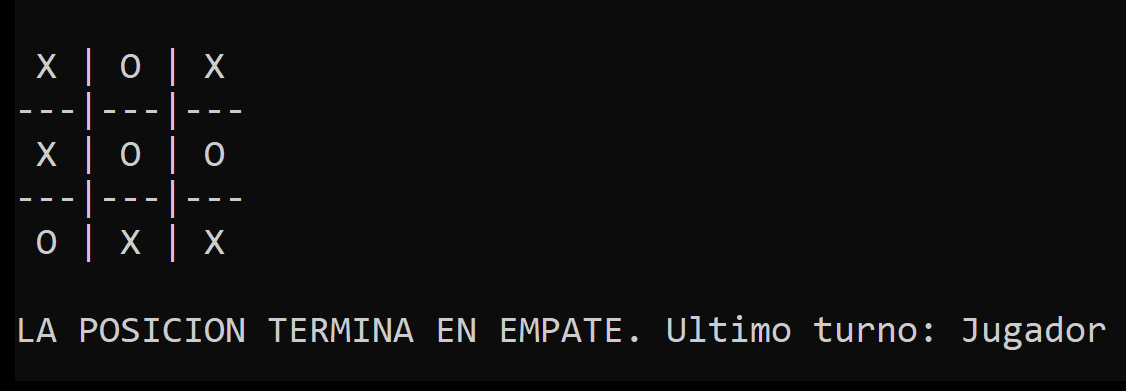 X | O | X
---|---|---
X | O | O
---|---|---
O | X | X
LA POSICION TERMINA EN EMPATE. Ultimo turno: Jugador